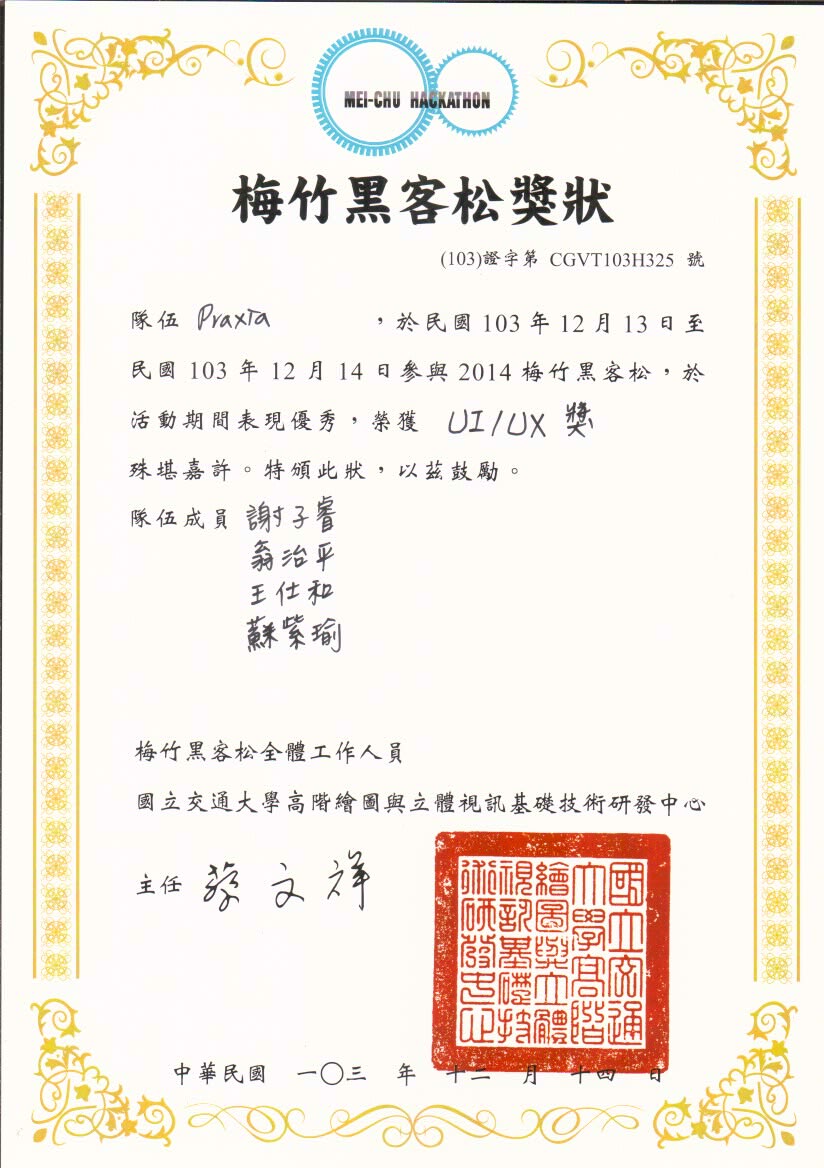 MEI-CHU HACKATHON
梅竹黑客松獎狀
(103)證字第 CGVT103H325 號
隊伍 Praxta ，於民國 103 年 12 月 13 日至
民國 103 年 12 月 14 日參與 2014 梅竹黑客松，於
活動期間表現優秀，榮獲 UI/UX 獎
殊堪嘉許。特頒此狀，以茲鼓勵。
隊伍成員 謝子睿
翁治平
王仕和
蘇紫瑜
梅竹黑客松全體工作人員
國立交通大學高階繪圖與立體視訊基礎技術研發中心
主任 蔡文祥
國立交通
大學高階
繪圖與立體
視訊基礎技
術研發中心
中華民國 一〇三 年 十二 月 十四 日